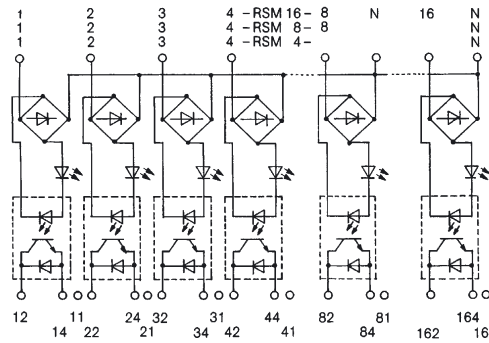 1 2 3 4 - RSM 16 - 8 N 16 N
1 2 3 4 - RSM 8 - 8 N
1 2 3 4 - RSM 4 - N
12 11 24 32 31 44 82 81 164
14 22 21 34 42 41 84 162 16